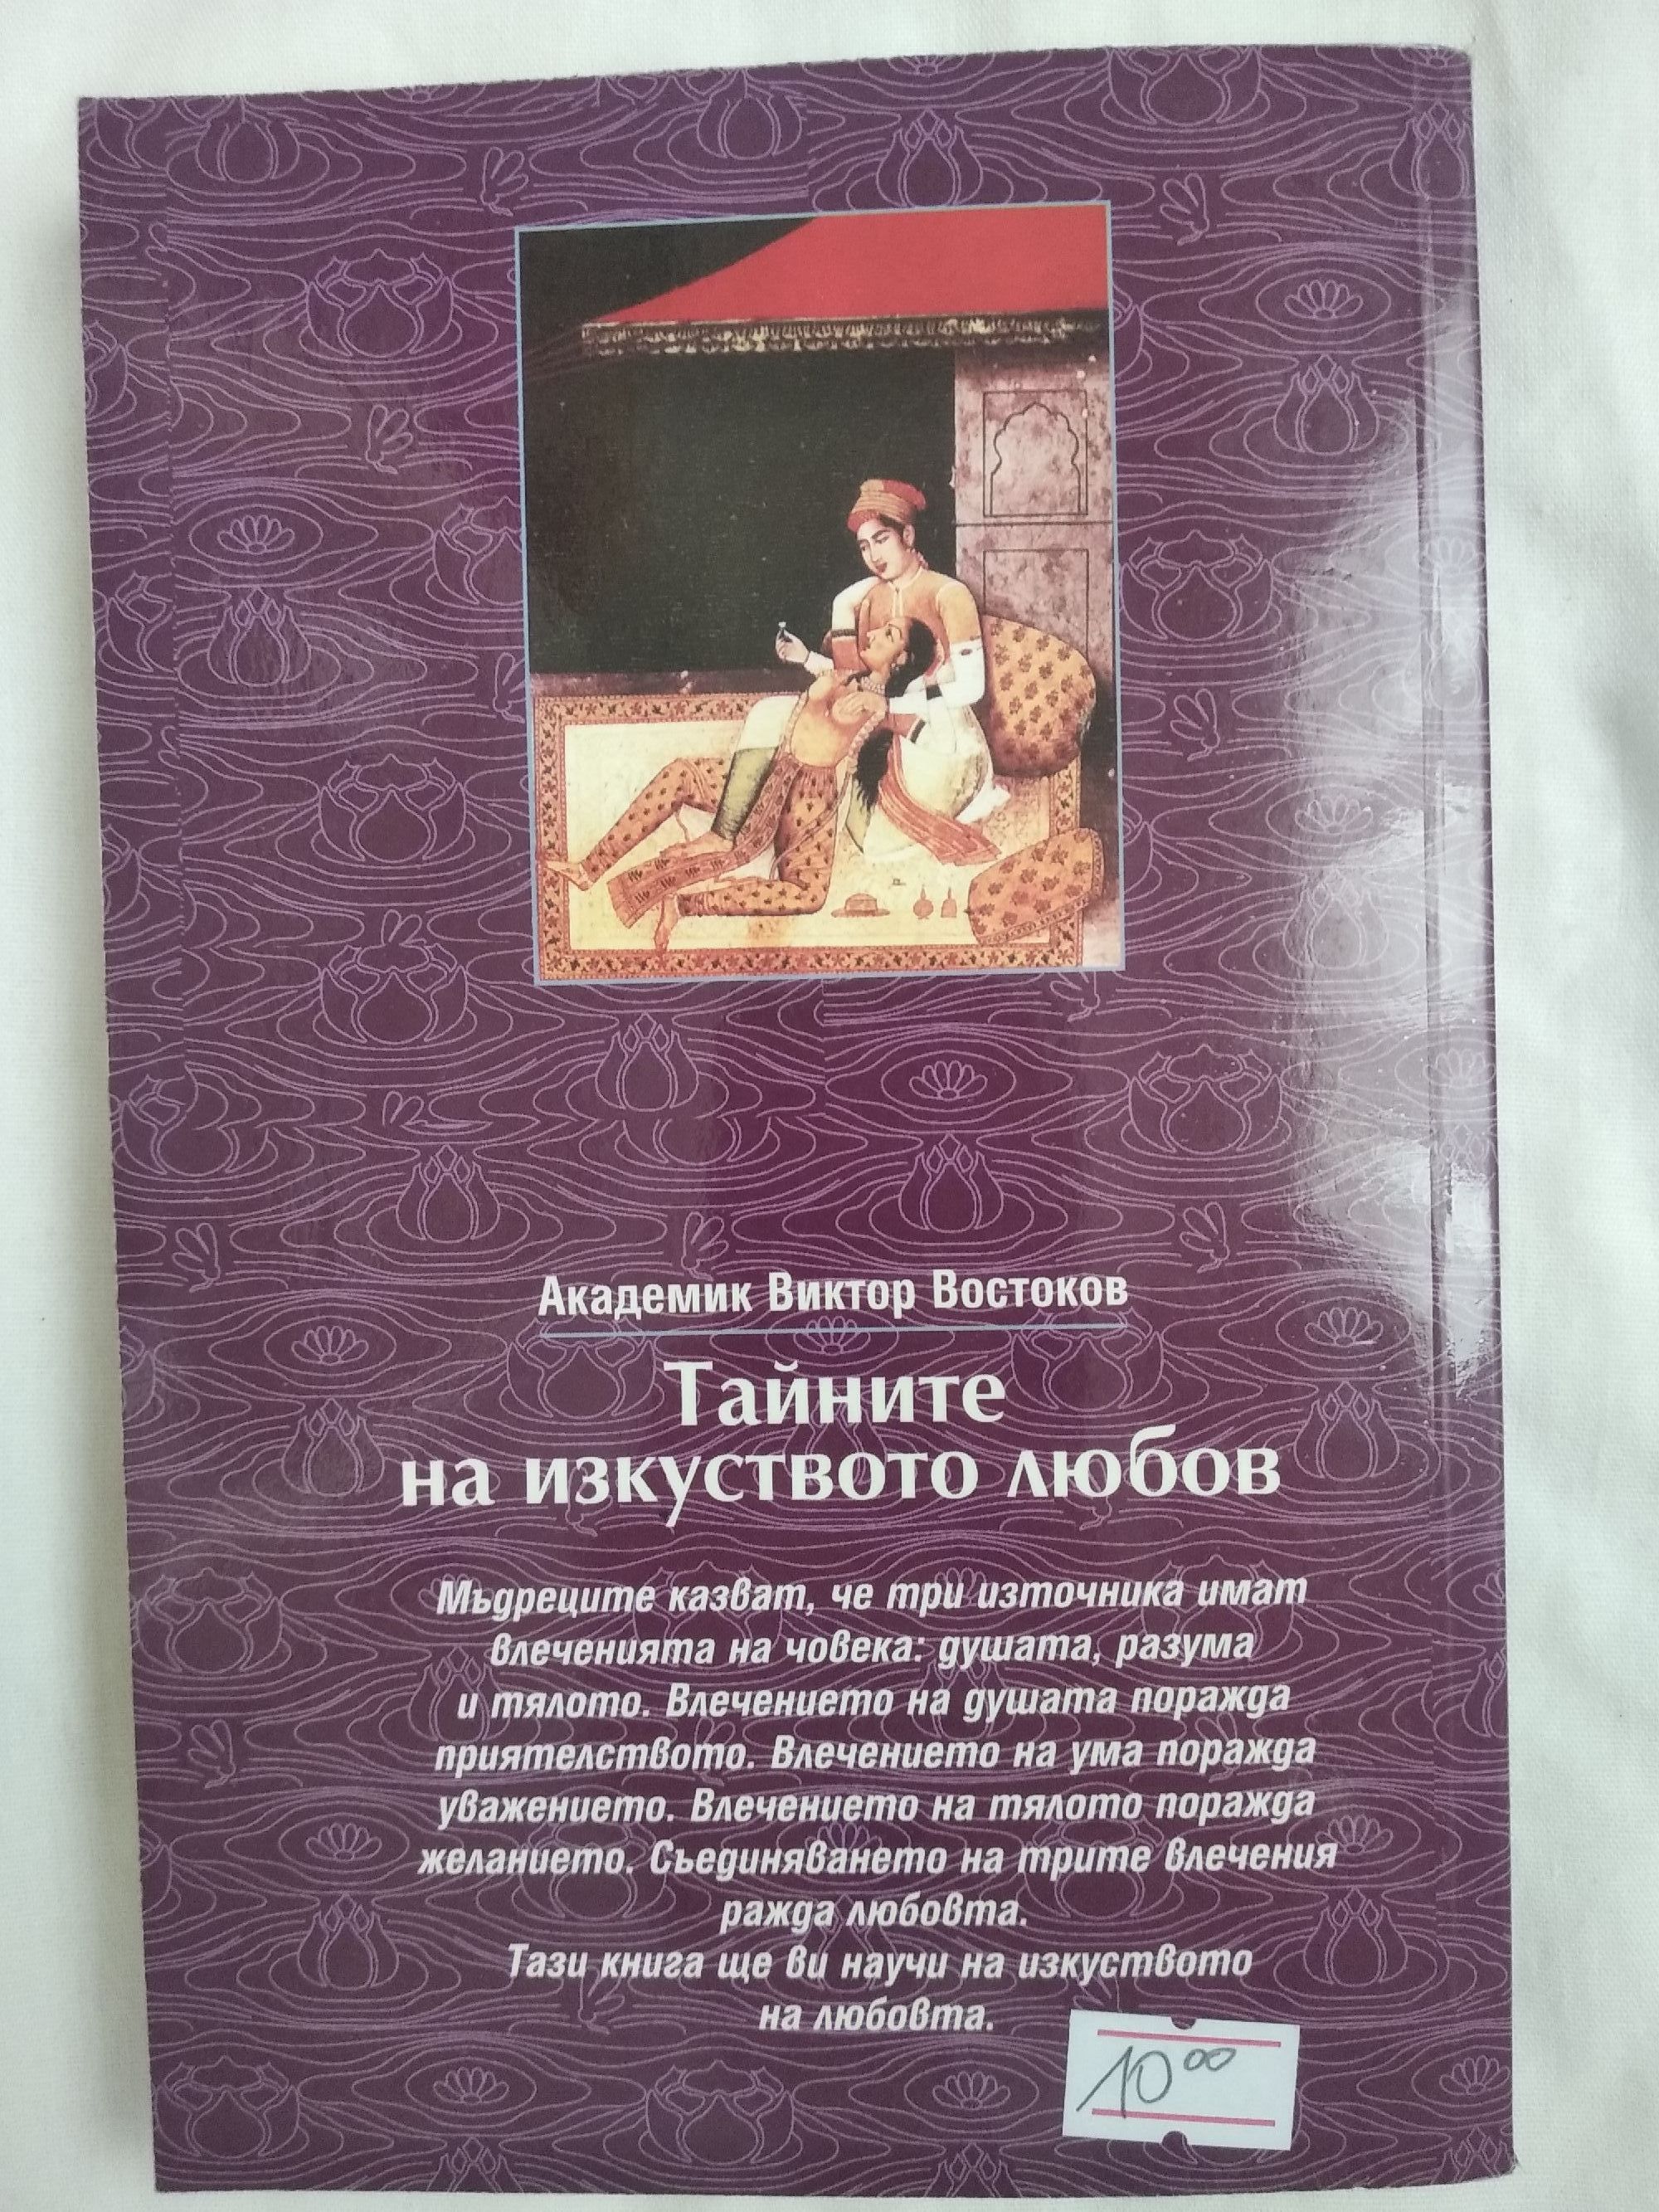 Академик Виктор Востоков
Тайните
на изкуството любов
Мъдреците казват, че три източника имат
влеченията на човека: душата, разума
и тялото. Влечението на душата поражда
приятелството. Влечението на ума поражда
уважението. Влечението на тялото поражда
желанието. Съединяването на трите влечения
ражда любовта.
Тази книга ще ви научи на изкуството
на любовта.
10⁰⁰